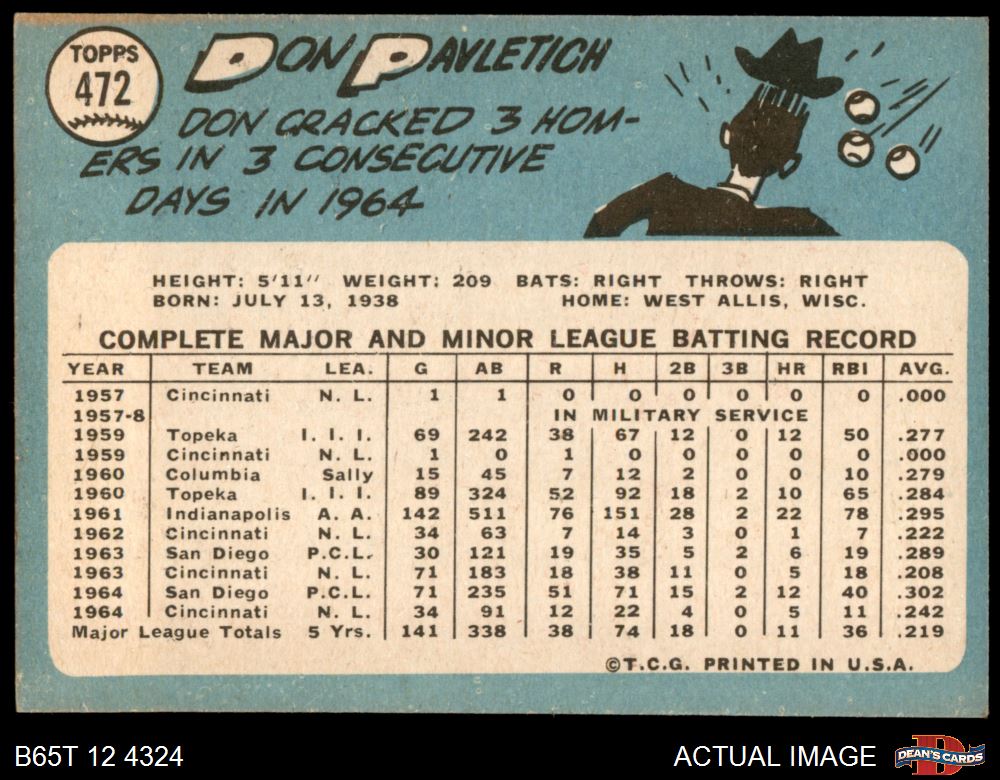 TOPPS
472
DON PAVLETICH
DON CRACKED 3 HOM-
ERS IN 3 CONSECUTIVE
DAYS IN 1964
HEIGHT: 5'11" WEIGHT: 209 BATS: RIGHT THROWS: RIGHT
BORN: JULY 13, 1938 HOME: WEST ALLIS, WISC.
COMPLETE MAJOR AND MINOR LEAGUE BATTING RECORD
YEAR TEAM LEA. G AB R H 2B 3B HR RBI AVG.
1957 Cincinnati N. L. 1 1 0 0 0 0 0 0 .000
1957-8 IN MILITARY SERVICE
1959 Topeka I. I. I. 69 242 38 67 12 0 12 50 .277
1959 Cincinnati N. L. 1 0 1 0 0 0 0 0 .000
1960 Columbia Sally 15 45 7 12 2 0 0 10 .279
1960 Topeka I. I. I. 89 324 52 92 18 2 10 65 .284
1961 Indianapolis A. A. 142 511 76 151 28 2 22 78 .295
1962 Cincinnati N. L. 34 63 7 14 3 0 1 7 .222
1963 San Diego P.C.L. 30 121 19 35 5 2 6 19 .289
1963 Cincinnati N. L. 71 183 18 38 11 0 5 18 .208
1964 San Diego P.C.L. 71 235 51 71 15 2 12 40 .302
1964 Cincinnati N. L. 34 91 12 22 4 0 5 11 .242
Major League Totals 5 Yrs. 141 338 38 74 18 0 11 36 .219
©T.C.G. PRINTED IN U.S.A.
B65T 12 4324
ACTUAL IMAGE
D
DEAN'S CARDS